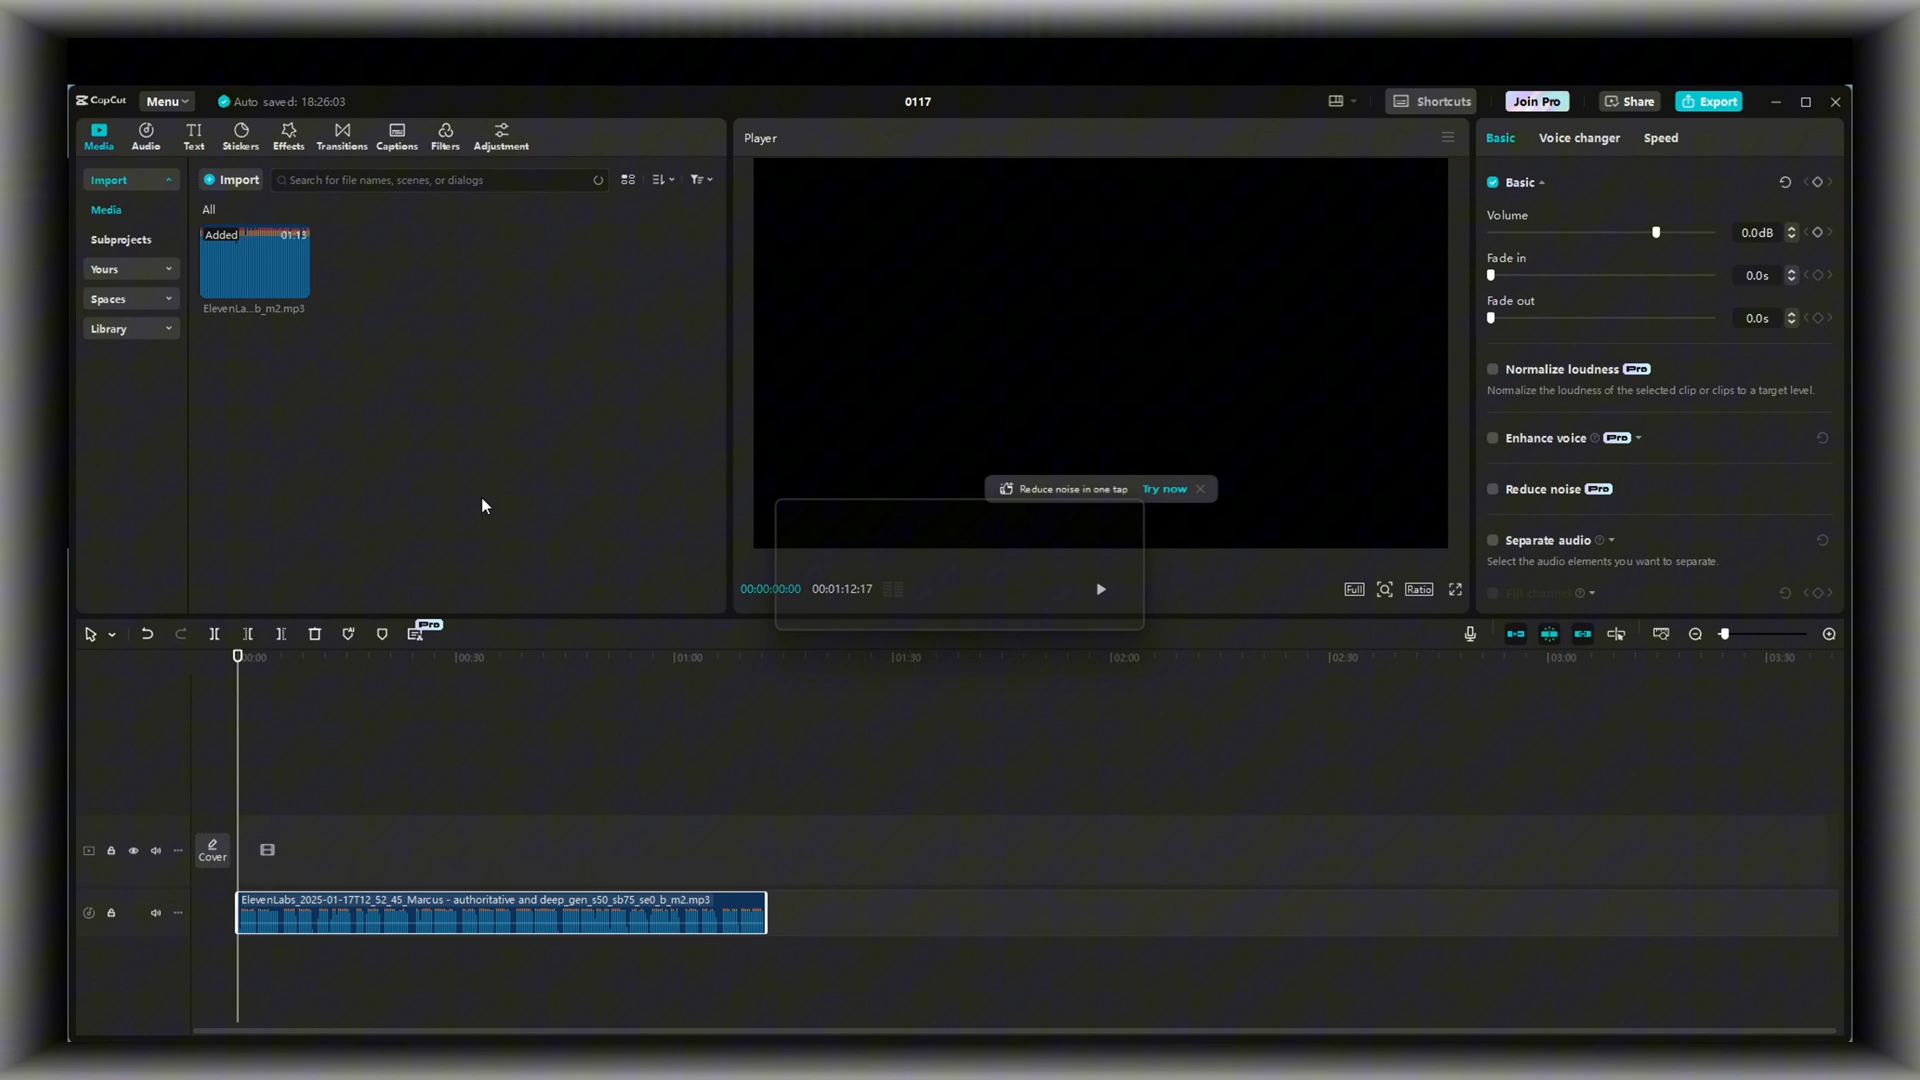 CapCut Menu Auto saved: 18:26:03 0117 Shortcuts Join Pro Share Export
Media Audio Text Stickers Effects Transitions Captions Filters Adjustment
Import
Media
Subprojects
Yours
Spaces
Library
Import Search for file names, scenes, or dialogs
All
Added 01:13
ElevenLa...b_m2.mp3
Player
Reduce noise in one tap Try now
00:00:00:00 00:01:12:17
Full Ratio
Basic Voice changer Speed
Basic
Volume
0.0dB
Fade in
0.0s
Fade out
0.0s
Normalize loudness Pro
Normalize the loudness of the selected clip or clips to a target level.
Enhance voice Pro
Reduce noise Pro
Separate audio
Select the audio elements you want to separate.
Fill channel
Pro
00:00 00:30 01:00 01:30 02:00 02:30 03:00 03:30
Cover
ElevenLabs_2025-01-17T12_52_45_Marcus - authoritative and deep_gen_s50_sb75_se0_b_m2.mp3